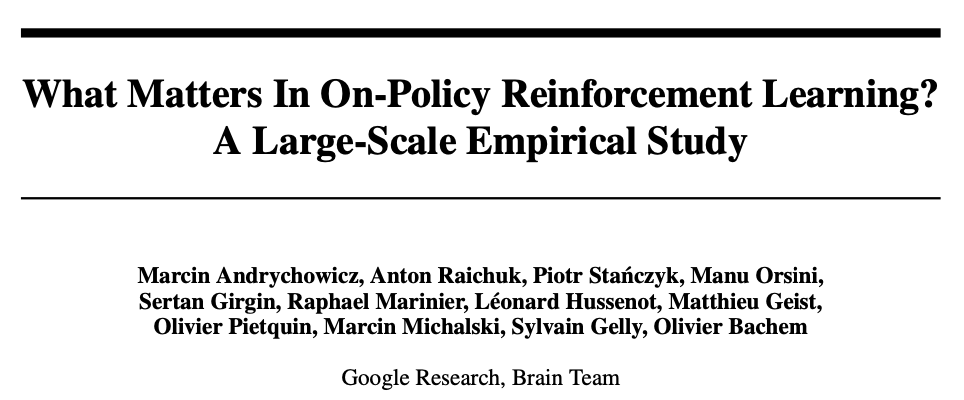 What Matters In On-Policy Reinforcement Learning?
A Large-Scale Empirical Study
Marcin Andrychowicz, Anton Raichuk, Piotr Stańczyk, Manu Orsini,
Sertan Girgin, Raphael Marinier, Léonard Hussenot, Matthieu Geist,
Olivier Pietquin, Marcin Michalski, Sylvain Gelly, Olivier Bachem
Google Research, Brain Team